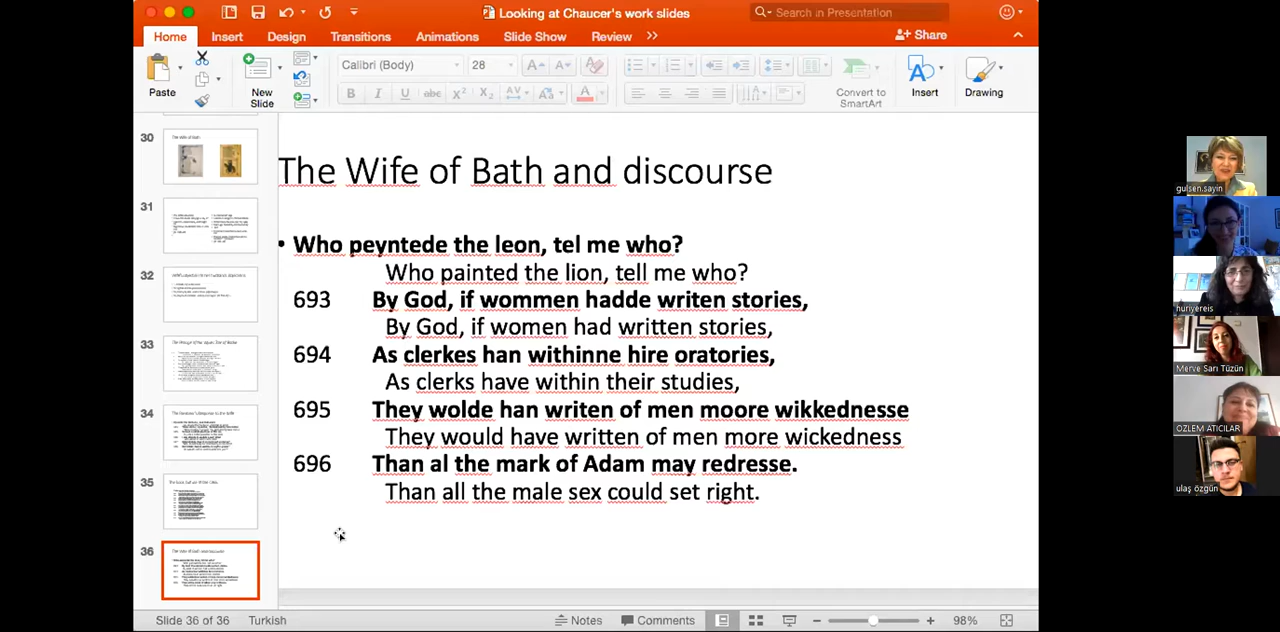 Looking at Chaucer's work slides
Search in Presentation
Home Insert Design Transitions Animations Slide Show Review
Share
Calibri (Body) 28
Paste
New
Slide
Convert to
SmartArt
Insert
Drawing
30
31
32
33
34
35
36
The Wife of Bath and discourse
• Who peyntede the leon, tel me who?
Who painted the lion, tell me who?
693 By God, if wommen hadde writen stories,
By God, if women had written stories,
694 As clerkes han withinne hire oratories,
As clerks have within their studies,
695 They wolde han writen of men moore wikkednesse
They would have written of men more wickedness
696 Than al the mark of Adam may redresse.
Than all the male sex could set right.
Slide 36 of 36 Turkish
Notes Comments 98%
gulsen.sayin
huriyereis
Merve Sarı Tüzün
OZLEM ATICILAR
ulaş özgün